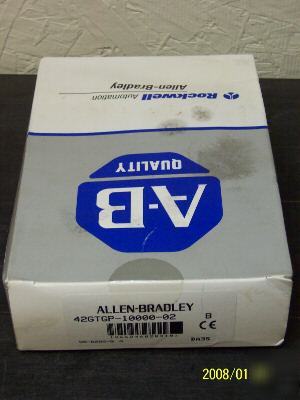 Rockwell Automation
Allen-Bradley
A-B
QUALITY
ALLEN-BRADLEY
42GTGP-10000-02 B
CE
2008/01